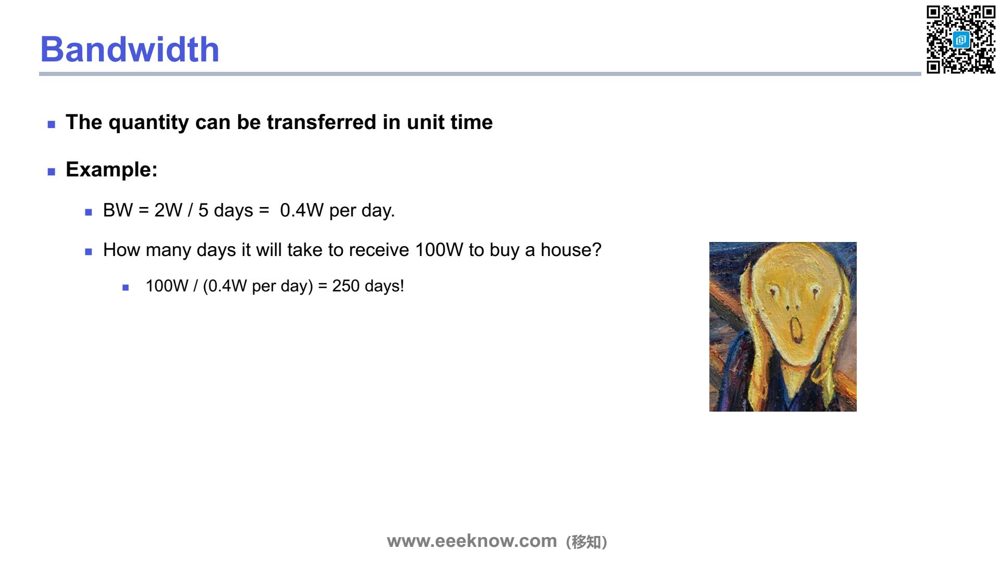 Bandwidth
The quantity can be transferred in unit time
Example:
BW = 2W / 5 days =  0.4W per day.
How many days it will take to receive 100W to buy a house?
100W / (0.4W per day) = 250 days!
www.eeeknow.com (移知)